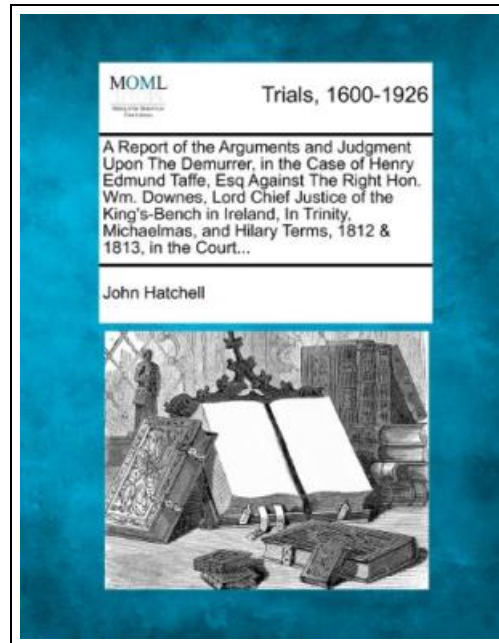 MOML
Trials, 1600-1926
A Report of the Arguments and Judgment
Upon The Demurrer, in the Case of Henry
Edmund Taffe, Esq Against The Right Hon.
Wm. Downes, Lord Chief Justice of the
King's-Bench in Ireland, In Trinity,
Michaelmas, and Hilary Terms, 1812 &
1813, in the Court...
John Hatchell